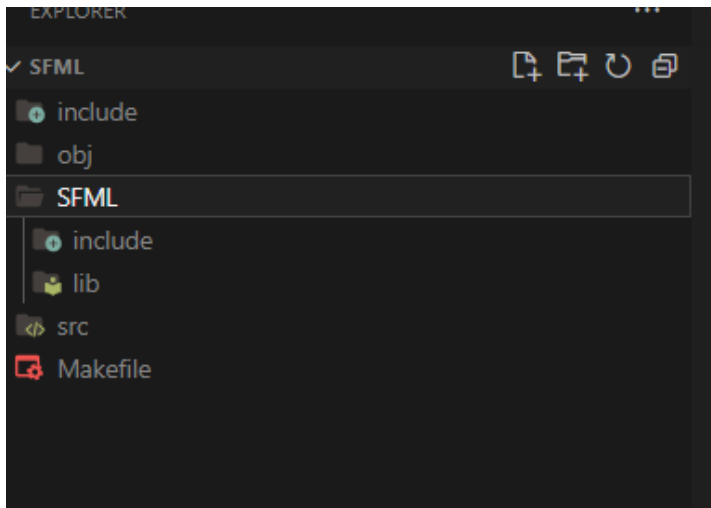 EXPLORER
SFML
include
obj
SFML
include
lib
src
Makefile